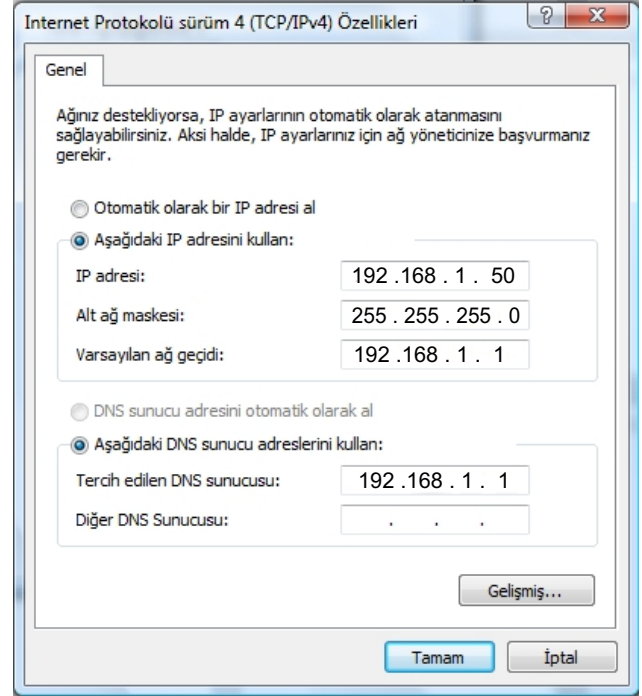 Internet Protokolü sürüm 4 (TCP/IPv4) Özellikleri
Genel
Ağınız destekliyorsa, IP ayarlarının otomatik olarak atanmasını
sağlayabilirsiniz. Aksi halde, IP ayarlarınız için ağ yöneticinize başvurmanız
gerekir.
Otomatik olarak bir IP adresi al
Aşağıdaki IP adresini kullan:
IP adresi: 192 .168 . 1 . 50
Alt ağ maskesi: 255 . 255 . 255 . 0
Varsayılan ağ geçidi: 192 .168 . 1 . 1
DNS sunucu adresini otomatik olarak al
Aşağıdaki DNS sunucu adreslerini kullan:
Tercih edilen DNS sunucusu: 192 .168 . 1 . 1
Diğer DNS Sunucusu: . . .
Gelişmiş...
Tamam İptal